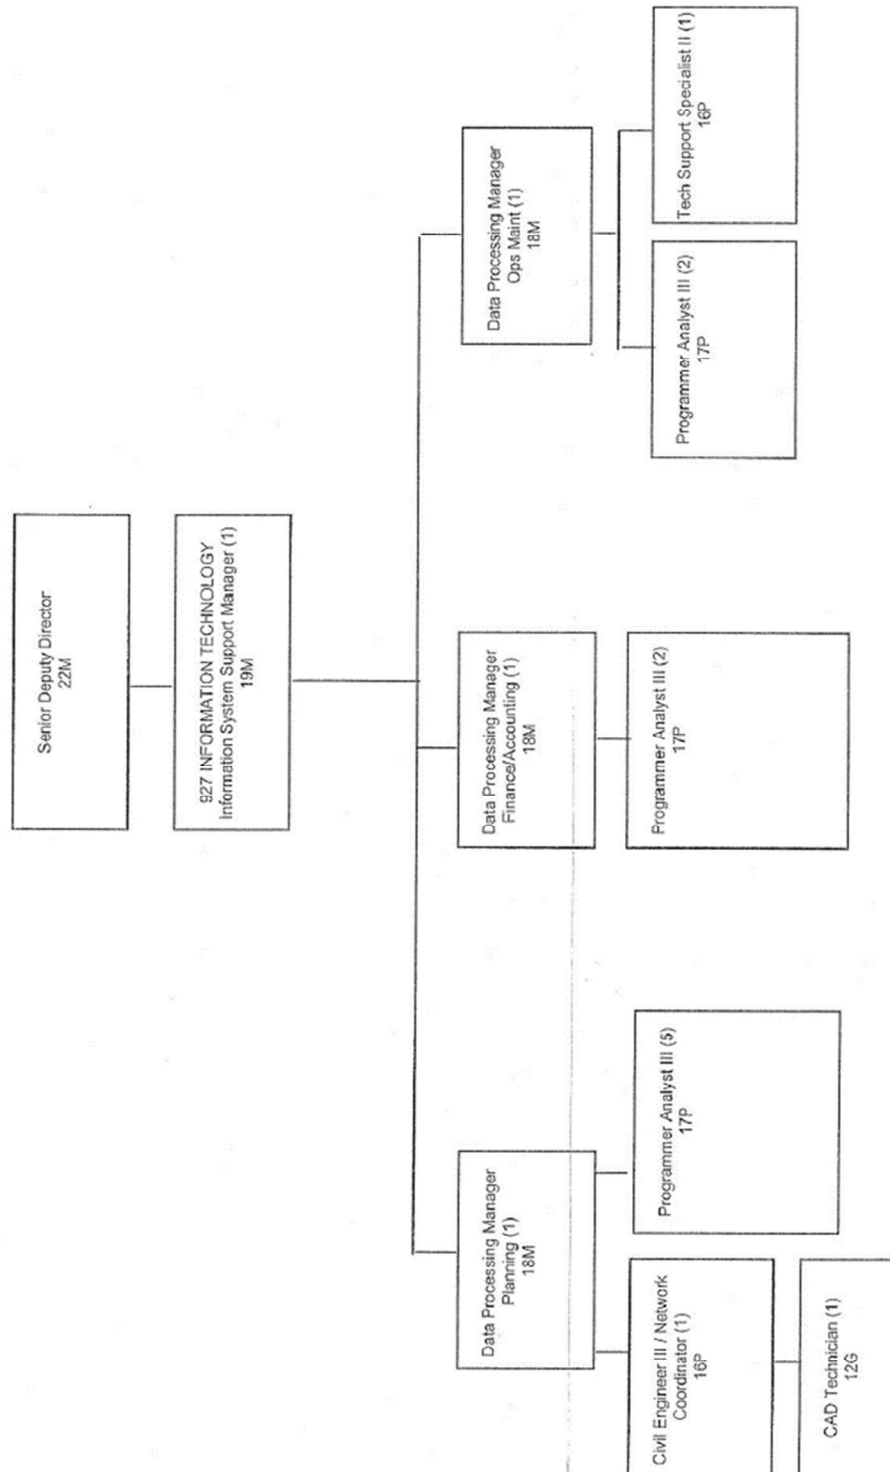 Senior Deputy Director
22M
927 INFORMATION TECHNOLOGY
Information System Support Manager (1)
19M
Data Processing Manager
Planning (1)
18M
Data Processing Manager
Finance/Accounting (1)
18M
Data Processing Manager
Ops Maint (1)
18M
Civil Engineer III / Network
Coordinator (1)
16P
Programmer Analyst III (5)
17P
Programmer Analyst III (2)
17P
Programmer Analyst III (2)
17P
Tech Support Specialist II (1)
16P
CAD Technician (1)
12G